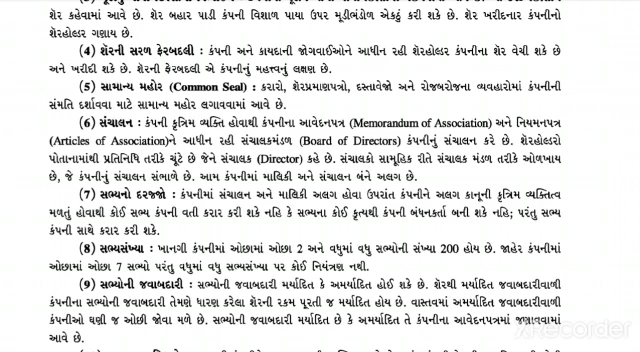 શેર કહેવામાં આવે છે. શેર બહાર પાડી કંપની વિશાળ પાયા ઉપર મૂડીભંડોળ એકઠું કરી શકે છે. શેર ખરીદનાર કંપનીનો
શેરહોલ્ડર ગણાય છે.
(4) શેરની સરળ ફેરબદલી : કંપની અને કાયદાની જોગવાઈઓને આધીન રહી શેરહોલ્ડર કંપનીના શેર વેચી શકે છે
અને ખરીદી શકે છે. શેરની ફેરબદલી એ કંપનીનું મહત્ત્વનું લક્ષણ છે.
(5) સામાન્ય મહોર (Common Seal) : કરારો, શેરપ્રમાણપત્રો, દસ્તાવેજો અને રોજબરોજના વ્યવહારોમાં કંપનીની
સંમતિ દર્શાવવા માટે સામાન્ય મહોર લગાવવામાં આવે છે.
(6) સંચાલન : કંપની કૃત્રિમ વ્યક્તિ હોવાથી કંપનીના આવેદનપત્ર (Memorandum of Association) અને નિયમનપત્ર
(Articles of Association)ને આધીન રહી સંચાલકમંડળ (Board of Directors) કંપનીનું સંચાલન કરે છે. શેરહોલ્ડરો
પોતાનામાંથી પ્રતિનિધિ તરીકે ચૂંટે છે જેને સંચાલક (Director) કહે છે. સંચાલકો સામૂહિક રીતે સંચાલક મંડળ તરીકે ઓળખાય
છે, જે કંપનીનું સંચાલન સંભાળે છે. આમ કંપનીમાં માલિકી અને સંચાલન બંને અલગ છે.
(7) સભ્યનો દરજ્જો : કંપનીમાં સંચાલન અને માલિકી અલગ હોવા ઉપરાંત કંપનીને અલગ કાનૂની કૃત્રિમ વ્યક્તિત્વ
મળતું હોવાથી કોઈ સભ્ય કંપની વતી કરાર કરી શકે નહિ કે સભ્યના કોઈ કૃત્યથી કંપની બંધનકર્તા બની શકે નહિ; પરંતુ સભ્ય
કંપની સાથે કરાર કરી શકે.
(8) સભ્યસંખ્યા : ખાનગી કંપનીમાં ઓછામાં ઓછા 2 અને વધુમાં વધુ સભ્યોની સંખ્યા 200 હોય છે. જાહેર કંપનીમાં
ઓછામાં ઓછા 7 સભ્યો પરંતુ વધુમાં વધુ સભ્યસંખ્યા પર કોઈ નિયંત્રણ નથી.
(9) સભ્યોની જવાબદારી : સભ્યોની જવાબદારી મર્યાદિત કે અમર્યાદિત હોઈ શકે છે. શેરથી મર્યાદિત જવાબદારીવાળી
કંપનીના સભ્યોની જવાબદારી તેમણે ધારણ કરેલા શેરની રકમ પૂરતી જ મર્યાદિત હોય છે. વાસ્તવમાં અમર્યાદિત જવાબદારીવાળી
કંપનીઓ ઘણી જ ઓછી જોવા મળે છે. સભ્યોની જવાબદારી મર્યાદિત છે કે અમર્યાદિત તે કંપનીના આવેદનપત્રમાં જણાવવામાં
આવે છે.